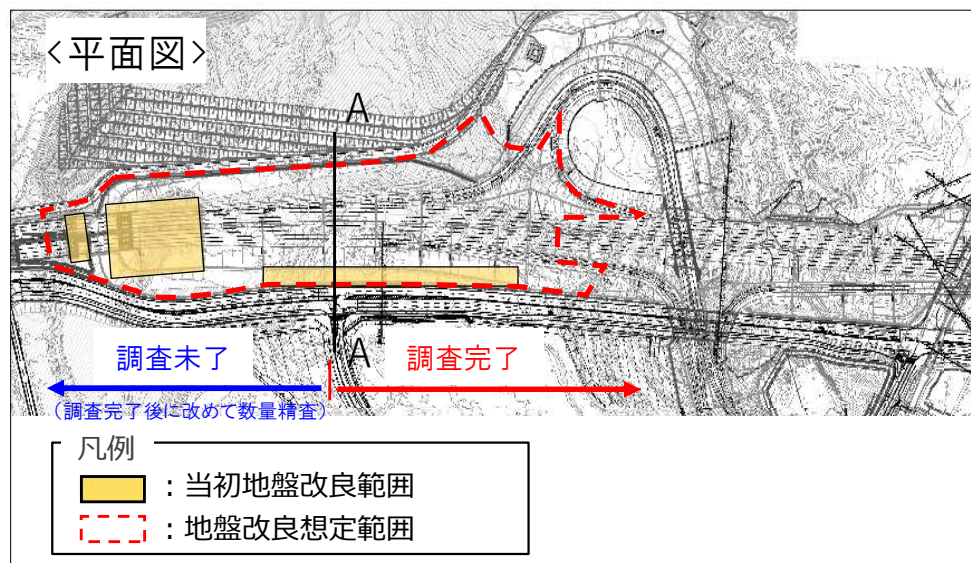 <平面図>
A
A
調査未了
調査完了
(調査完了後に改めて数量精査)
凡例
:当初地盤改良範囲
:地盤改良想定範囲